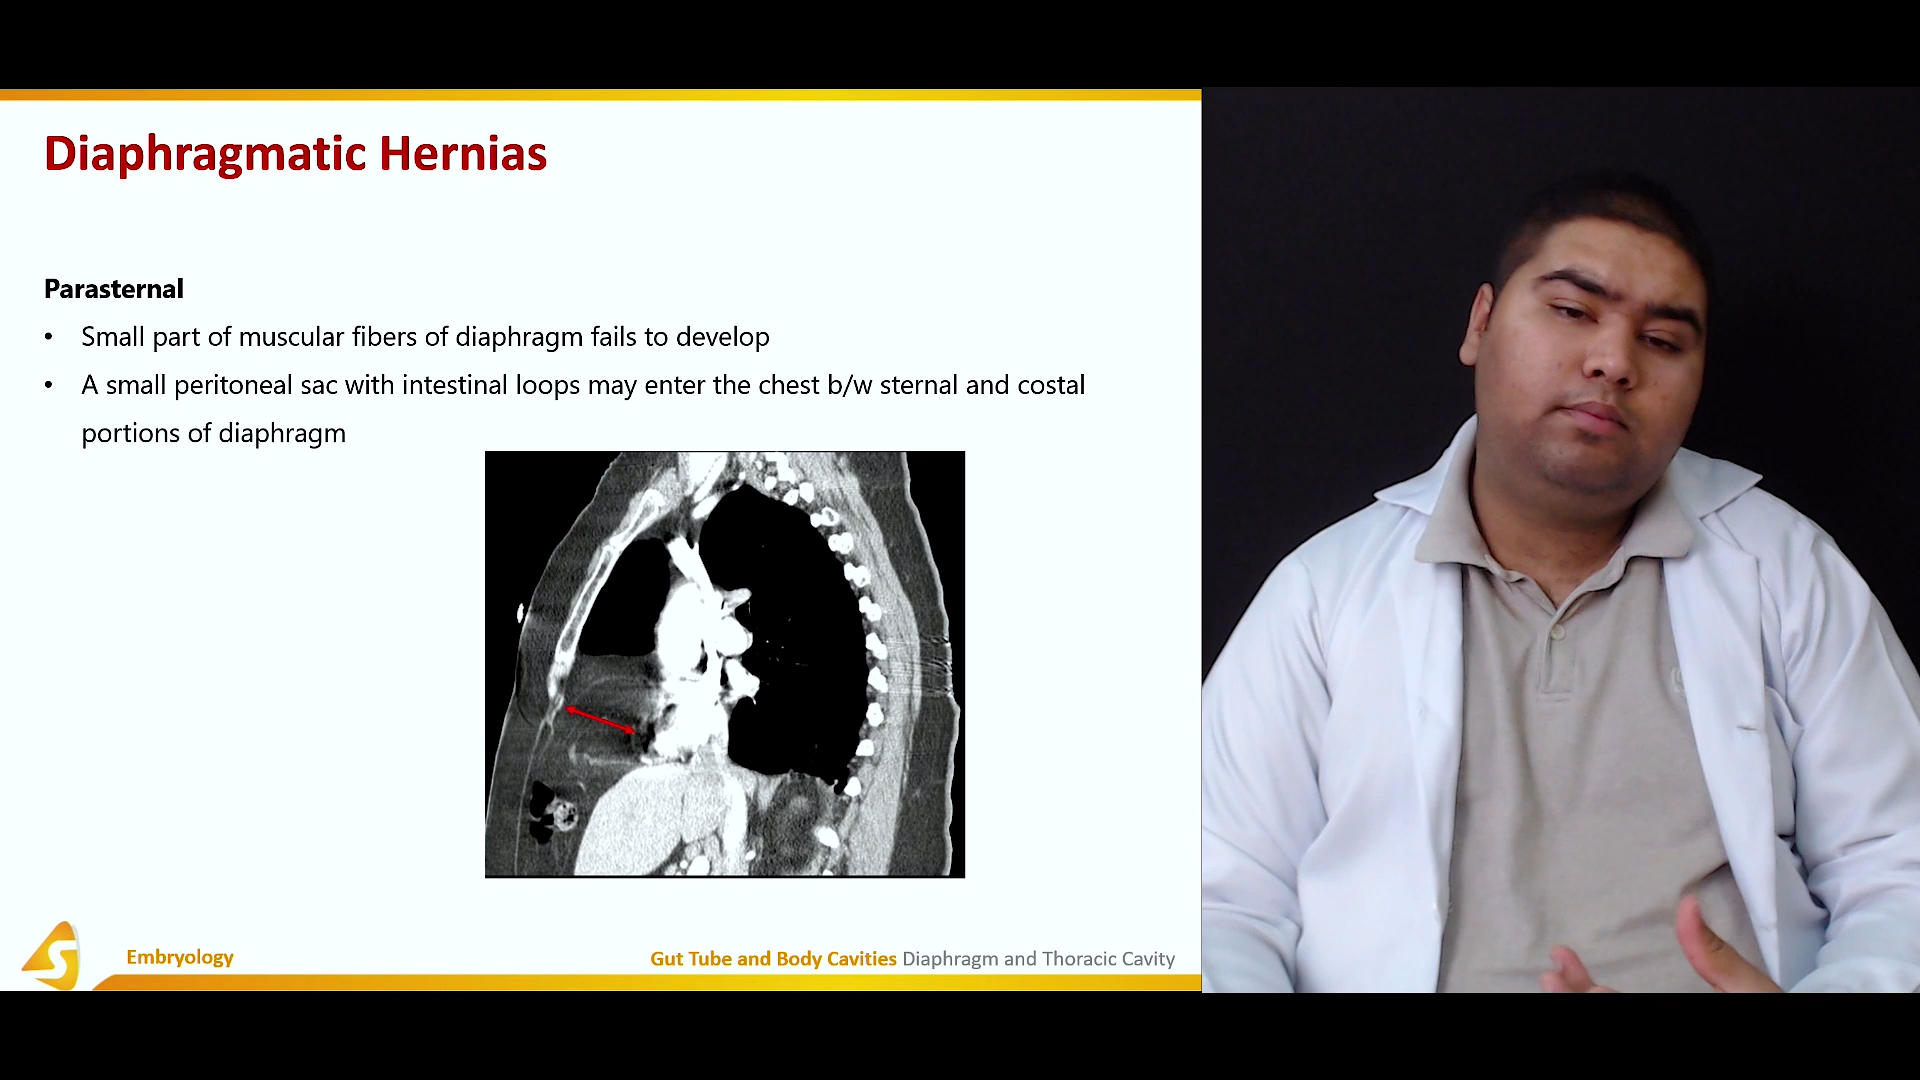 Diaphragmatic Hernias
Parasternal
• Small part of muscular fibers of diaphragm fails to develop
• A small peritoneal sac with intestinal loops may enter the chest b/w sternal and costal
portions of diaphragm
S
Embryology
Gut Tube and Body Cavities Diaphragm and Thoracic Cavity